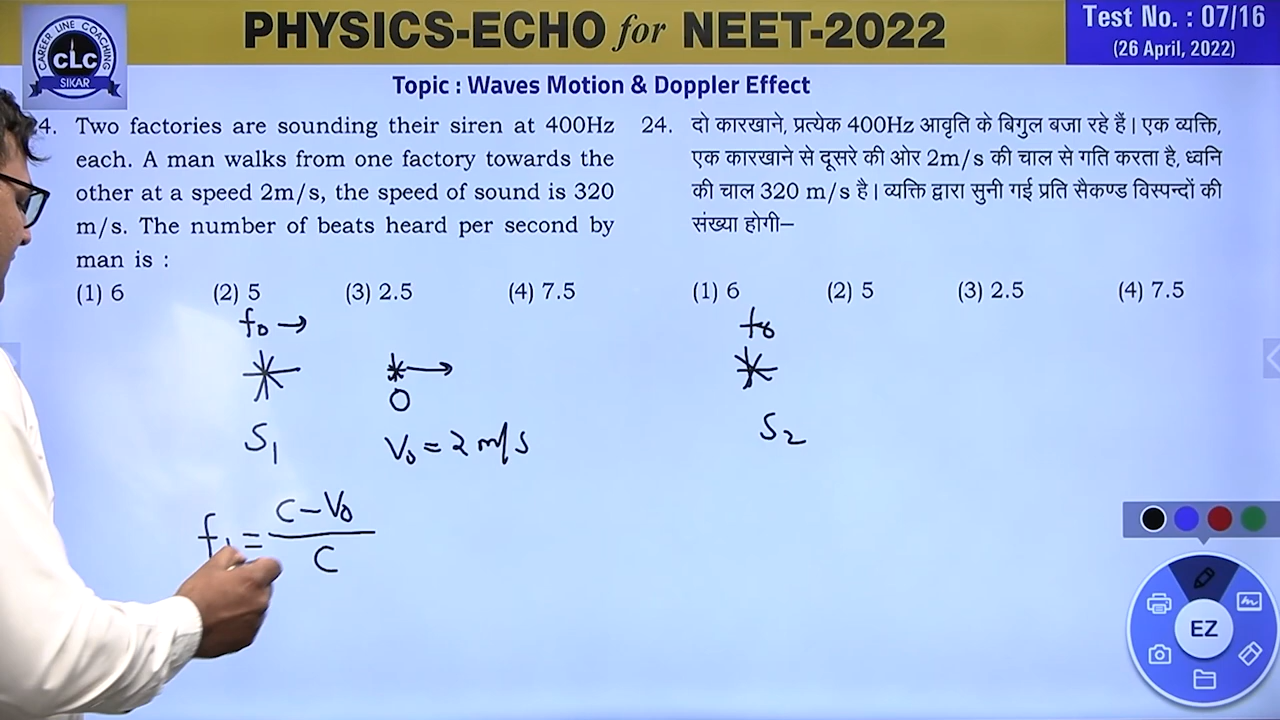 PHYSICS-ECHO for NEET-2022
Test No. : 07/16
(26 April, 2022)
CAREER LINE COACHING
CLC
SIKAR
Topic : Waves Motion & Doppler Effect
24. Two factories are sounding their siren at 400Hz
each. A man walks from one factory towards the
other at a speed 2m/s, the speed of sound is 320
m/s. The number of beats heard per second by
man is :
(1) 6 (2) 5 (3) 2.5 (4) 7.5
24. दो कारखाने, प्रत्येक 400Hz आवृति के बिगुल बजा रहे हैं। एक व्यक्ति,
एक कारखाने से दूसरे की ओर 2m/s की चाल से गति करता है, ध्वनि
की चाल 320 m/s है। व्यक्ति द्वारा सुनी गई प्रति सैकण्ड विस्पन्दों की
संख्या होगी–
(1) 6 (2) 5 (3) 2.5 (4) 7.5
f₀ → f₀
O
S₁ V₀ = 2 m/s S₂
f₁ = C – V₀
C
EZ